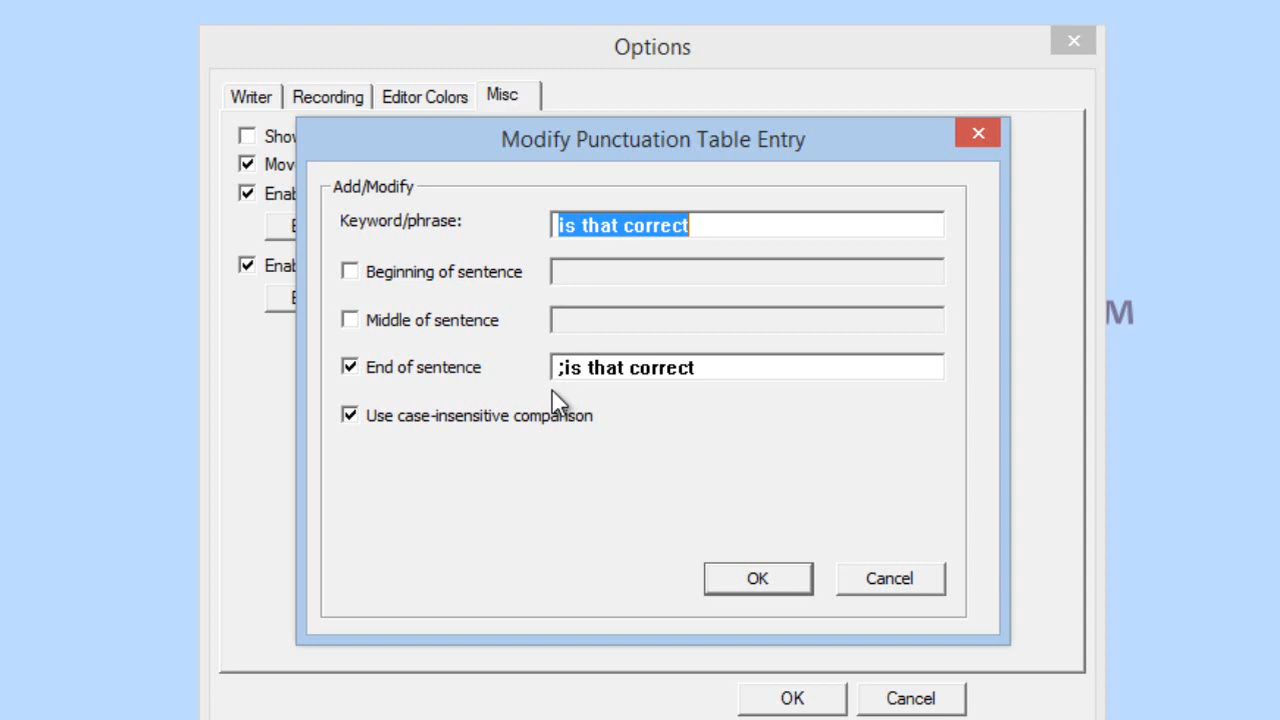 Options
Writer Recording Editor Colors Misc
Modify Punctuation Table Entry
Add/Modify
Keyword/phrase: is that correct
Beginning of sentence
Middle of sentence
End of sentence ;is that correct
Use case-insensitive comparison
OK Cancel
OK Cancel